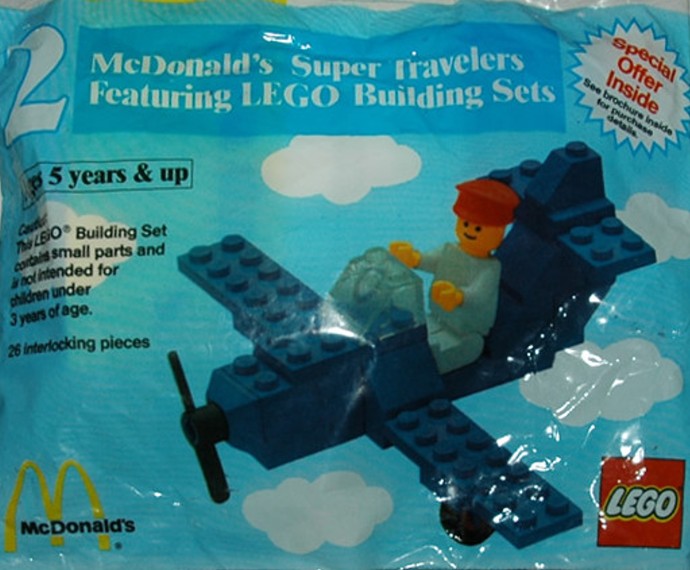 2
McDonald's Super Travelers
Featuring LEGO Building Sets
special
Offer
Inside
See brochure inside
for purchase
details.
5 years & up
This LEGO® Building Set
contains small parts and
is not intended for
children under
3 years of age.
26 interlocking pieces
McDonald's®
LEGO